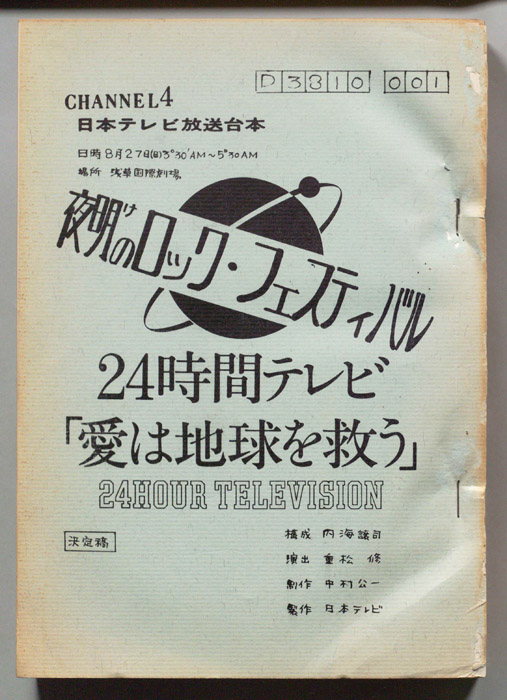 D3810 001
CHANNEL4
日本テレビ放送台本
日時 8月27日(日)3°30'AM〜5°30AM
場所 浅草国際劇場
夜明けのロック・フェスティバル
24時間テレビ
「愛は地球を救う」
24HOUR TELEVISION
決定稿
構成 内海譲司
演出 重松 修
制作 中村公一
製作 日本テレビ